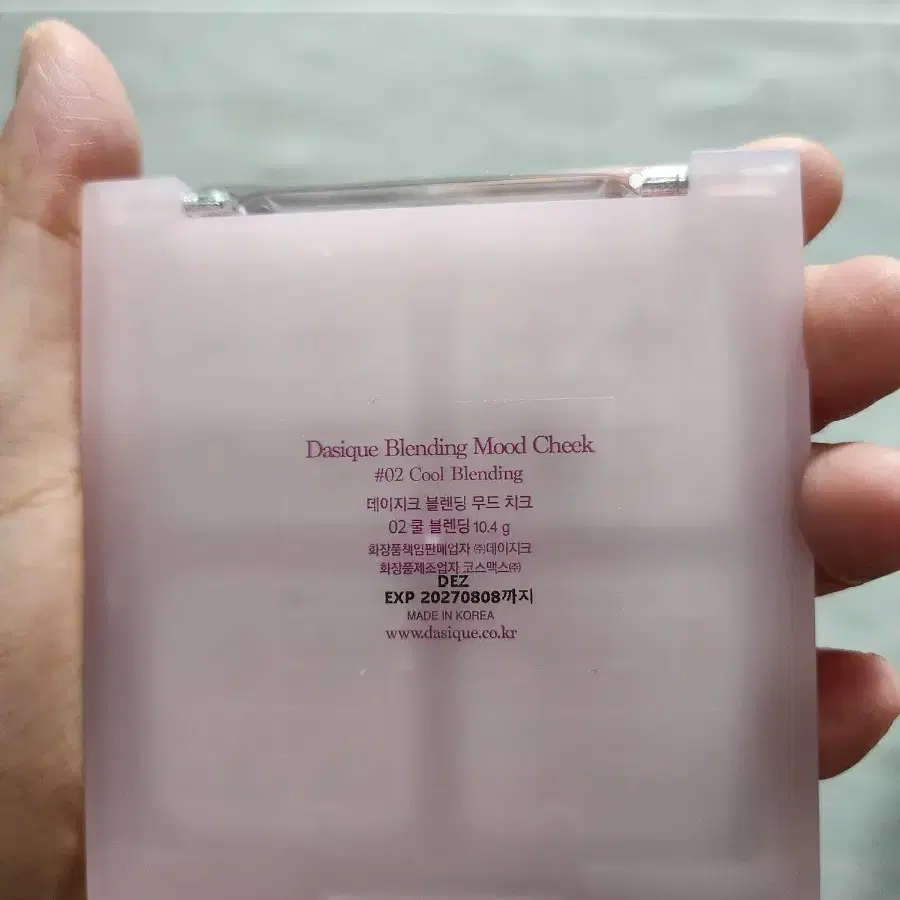 Dasique Blending Mood Cheek
#02 Cool Blending
데이지크 블렌딩 무드 치크
02 쿨 블렌딩 10.4 g
화장품책임판매업자 ㈜데이지크
화장품제조업자 코스맥스㈜
DEZ
EXP 20270808까지
MADE IN KOREA
www.dasique.co.kr